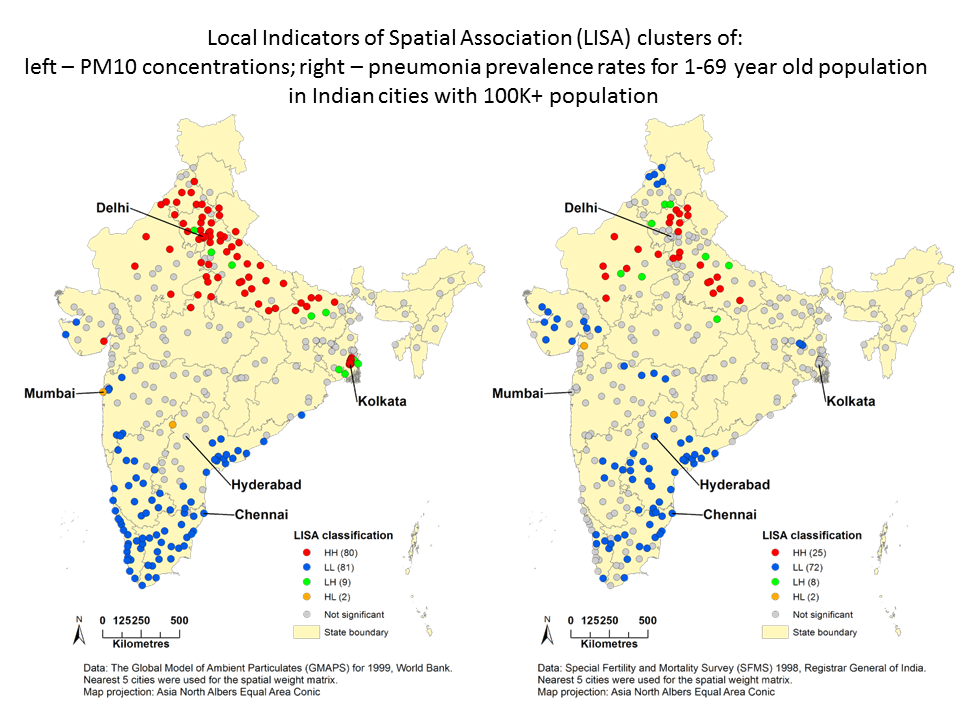 Local Indicators of Spatial Association (LISA) clusters of:
left – PM10 concentrations; right – pneumonia prevalence rates for 1-69 year old population
in Indian cities with 100K+ population
Delhi
Mumbai
Kolkata
Hyderabad
Chennai
LISA classification
HH (80)
LL (81)
LH (9)
HL (2)
Not significant
State boundary
N
0 125250 500
Kilometres
Data: The Global Model of Ambient Particulates (GMAPS) for 1999, World Bank.
Nearest 5 cities were used for the spatial weight matrix.
Map projection: Asia North Albers Equal Area Conic
Delhi
Mumbai
Kolkata
Hyderabad
Chennai
LISA classification
HH (25)
LL (72)
LH (8)
HL (2)
Not significant
State boundary
N
0 125250 500
Kilometres
Data: Special Fertility and Mortality Survey (SFMS) 1998, Registrar General of India.
Nearest 5 cities were used for the spatial weight matrix.
Map projection: Asia North Albers Equal Area Conic